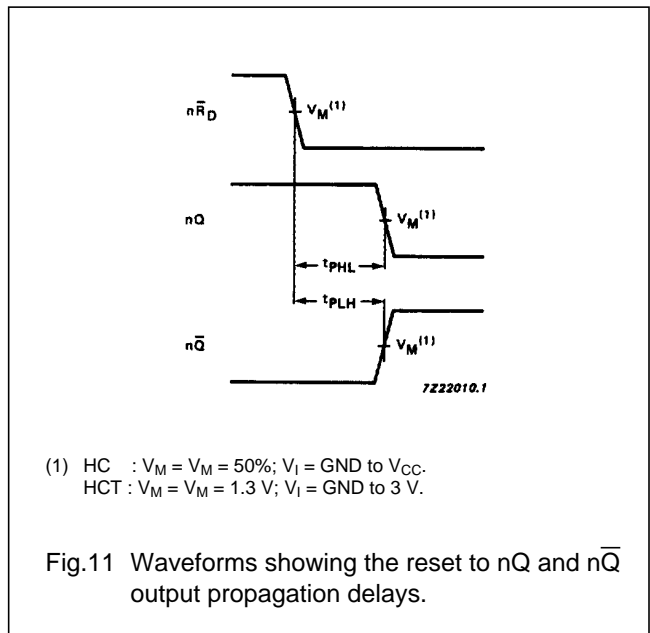 nR̅D
VM(1)
nQ
VM(1)
tPHL
tPLH
nQ̅
VM(1)
7Z22010.1
(1) HC : VM = VM = 50%; VI = GND to VCC.
HCT : VM = VM = 1.3 V; VI = GND to 3 V.
Fig.11 Waveforms showing the reset to nQ and nQ̅
output propagation delays.